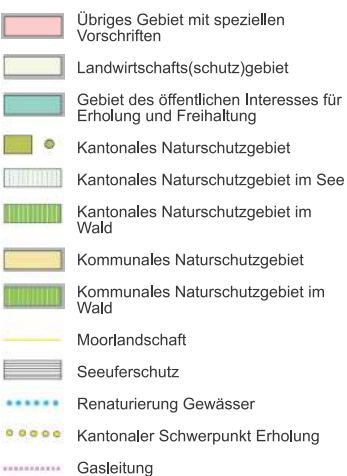 Übriges Gebiet mit speziellen
Vorschriften
Landwirtschafts(schutz)gebiet
Gebiet des öffentlichen Interesses für
Erholung und Freihaltung
Kantonales Naturschutzgebiet
Kantonales Naturschutzgebiet im See
Kantonales Naturschutzgebiet im
Wald
Kommunales Naturschutzgebiet
Kommunales Naturschutzgebiet im
Wald
Moorlandschaft
Seeuferschutz
Renaturierung Gewässer
Kantonaler Schwerpunkt Erholung
Gasleitung